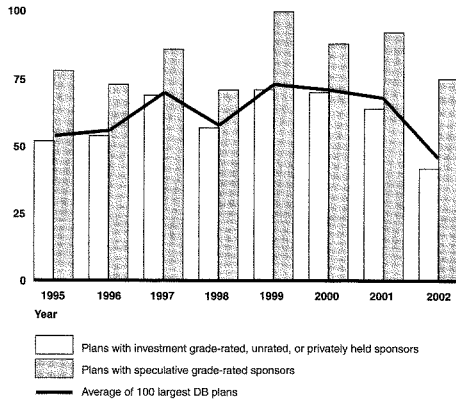 100
75
50
25
0
1995 1996 1997 1998 1999 2000 2001 2002
Year
Plans with investment grade-rated, unrated, or privately held sponsors
Plans with speculative grade-rated sponsors
Average of 100 largest DB plans